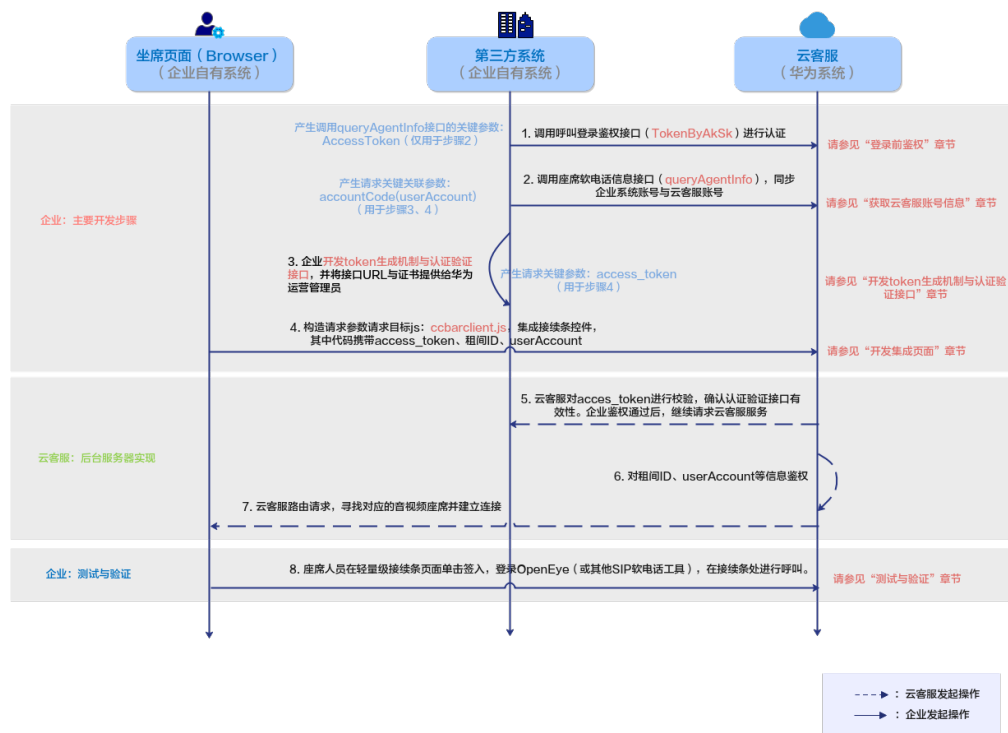 坐席页面（Browser）
（企业自有系统）
第三方系统
（企业自有系统）
云客服
（华为系统）
产生调用queryAgentInfo接口的关键参数：
AccessToken（仅用于步骤2）
1. 调用呼叫登录鉴权接口（TokenByAkSk）进行认证
请参见“登录前鉴权”章节
产生请求关键关联参数：
accountCode(userAccount)
（用于步骤3、4）
2. 调用座席软电话信息接口（queryAgentInfo），同步
企业系统账号与云客服账号
请参见“获取云客服账号信息”章节
企业：主要开发步骤
3. 企业开发token生成机制与认证验证
接口，并将接口URL与证书提供给华为
运营管理员
产生请求关键参数：access_token
（用于步骤4）
请参见“开发token生成机制与认证验
证接口”章节
4. 构造请求参数请求目标js：ccbarclient.js，集成接续条控件，
其中代码携带access_token、租间ID、userAccount
请参见“开发集成页面”章节
5. 云客服对acces_token进行校验，确认认证验证接口有
效性。企业鉴权通过后，继续请求云客服服务
云客服：后台服务器实现
6. 对租间ID、userAccount等信息鉴权
7. 云客服路由请求，寻找对应的音视频座席并建立连接
企业：测试与验证
8. 座席人员在轻量级接续条页面单击签入，登录OpenEye（或其他SIP软电话工具），在接续条处进行呼叫。
请参见“测试与验证”章节
：云客服发起操作
：企业发起操作